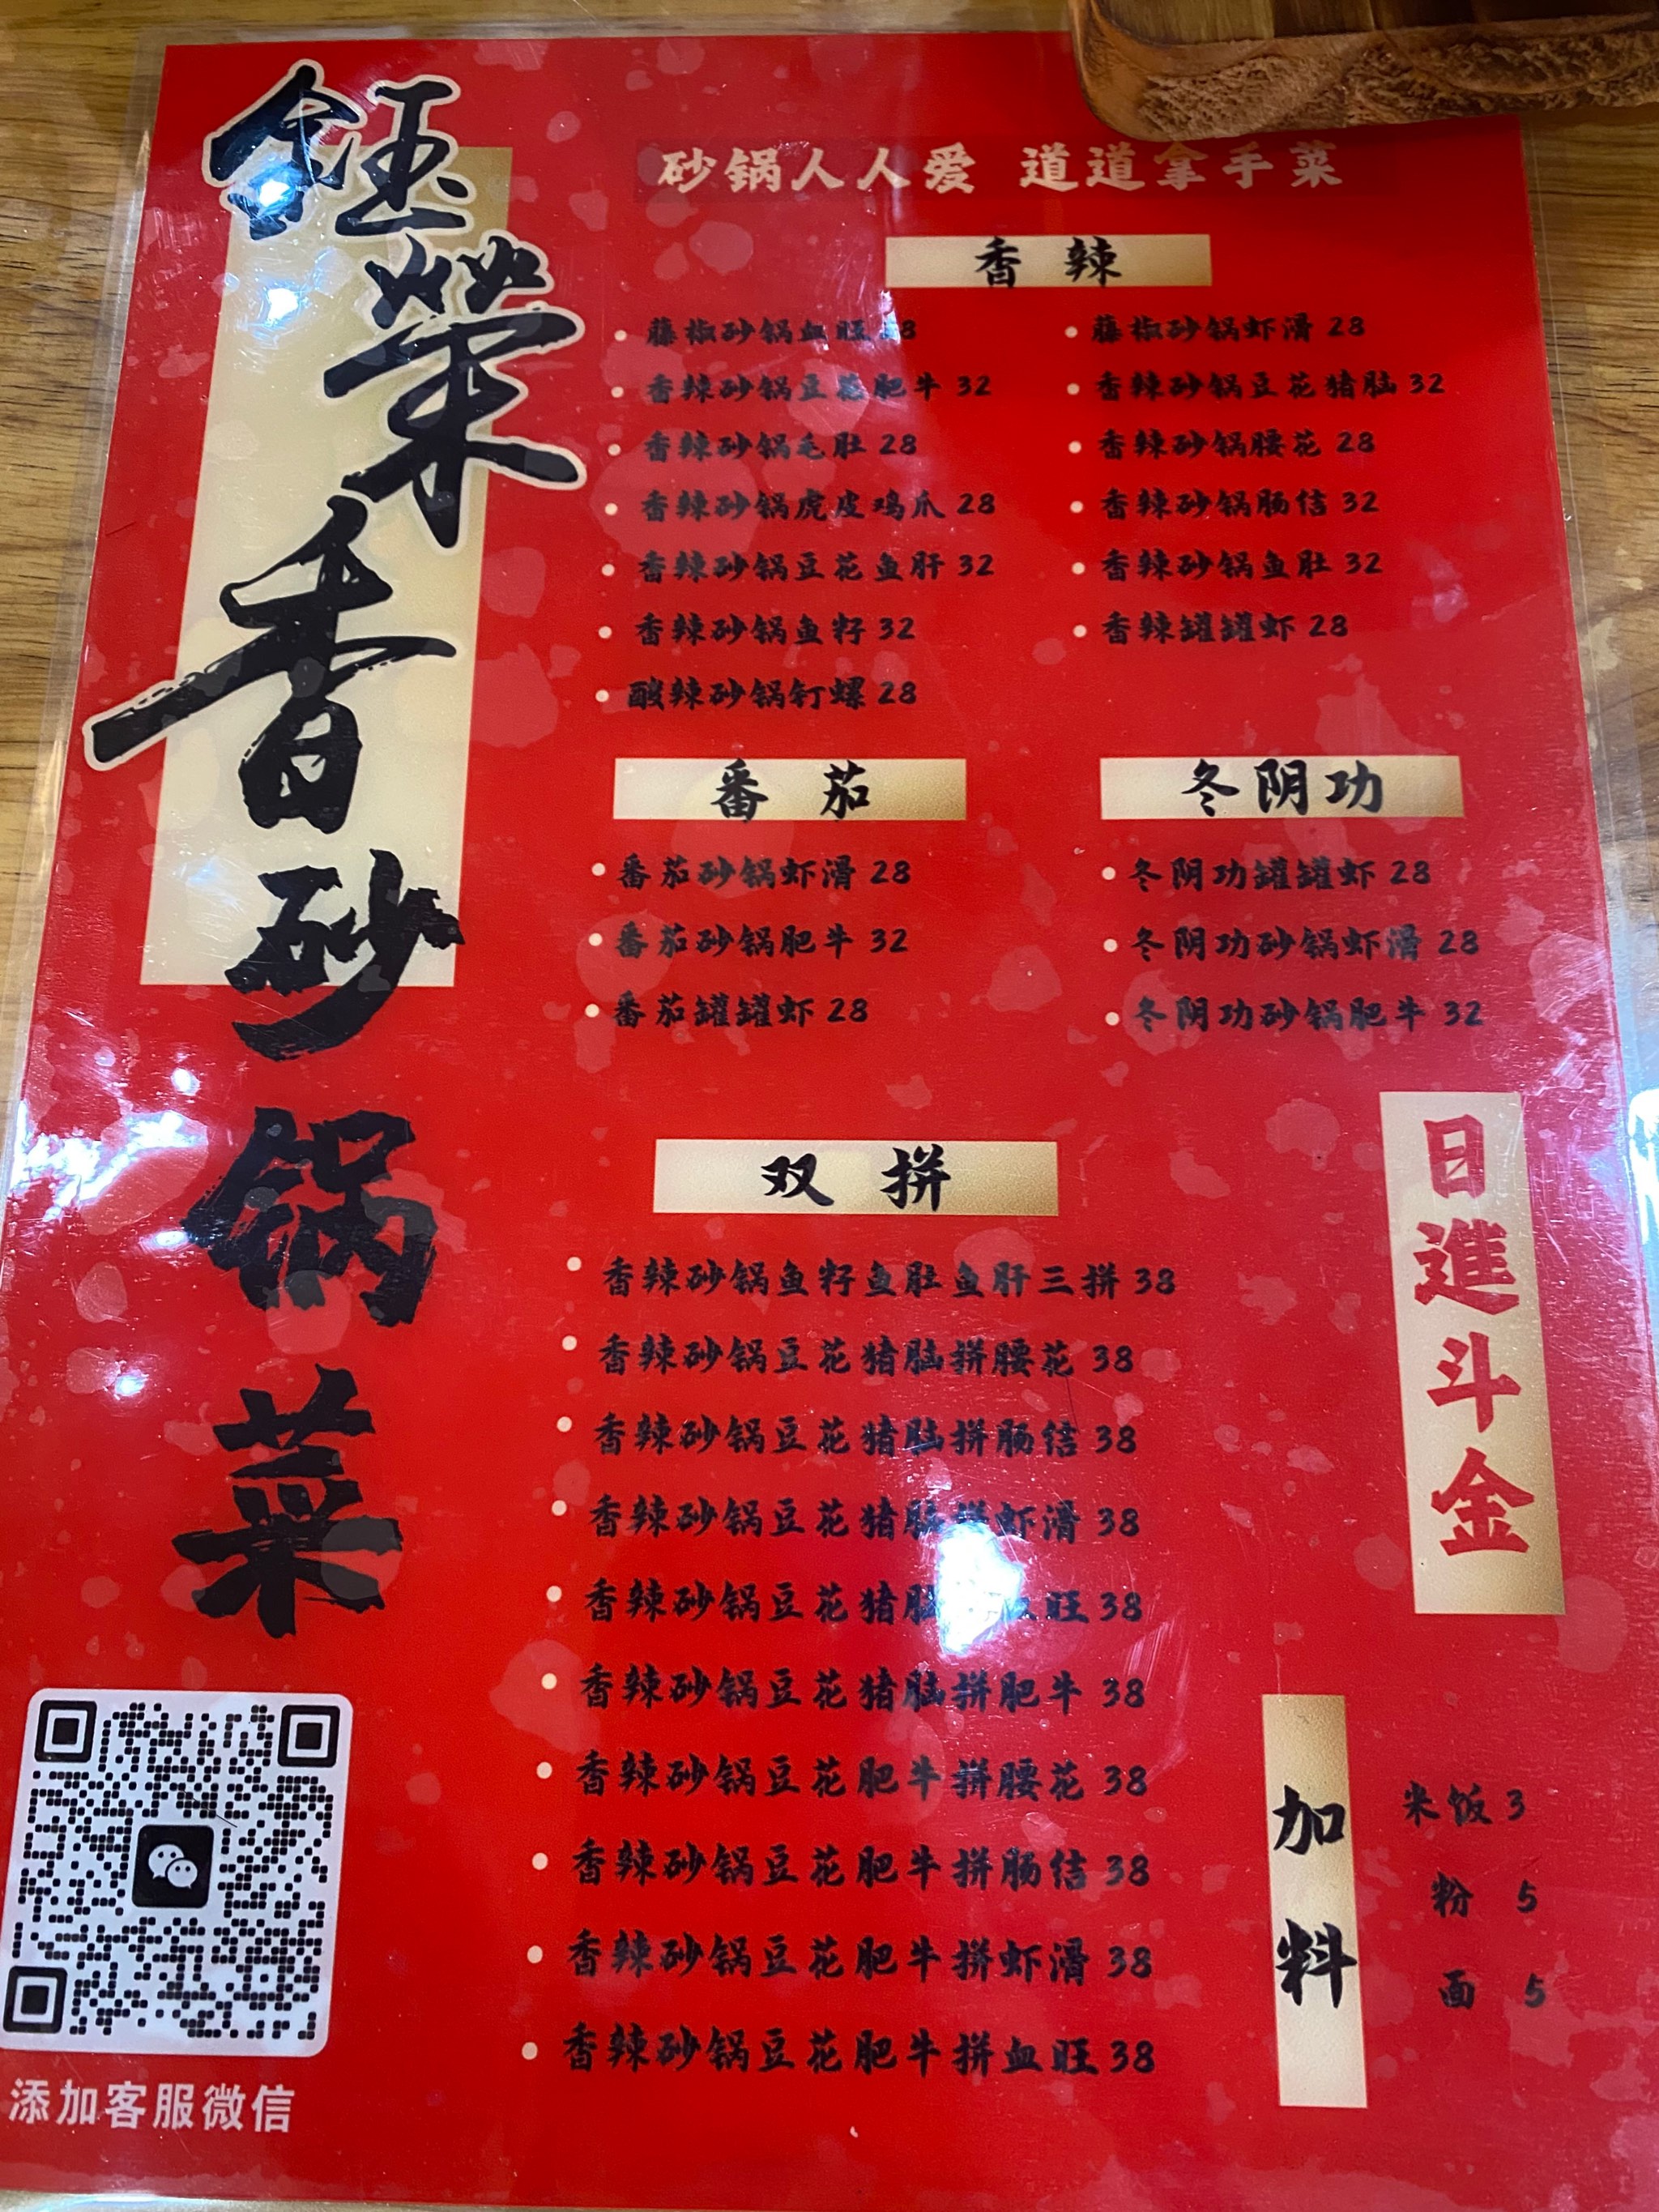 鈺榮香砂锅菜
砂锅人人爱 道道拿手菜
香辣
藤椒砂锅血旺
香辣砂锅豆花肥牛 32
香辣砂锅毛肚 28
香辣砂锅虎皮鸡爪 28
香辣砂锅豆花鱼肝 32
香辣砂锅鱼籽 32
酸辣砂锅钉螺 28
藤椒砂锅虾滑 28
香辣砂锅豆花猪脑 32
香辣砂锅腰花 28
香辣砂锅肠结 32
香辣砂锅鱼肚 32
香辣罐罐虾 28
番茄
番茄砂锅虾滑 28
番茄砂锅肥牛 32
番茄罐罐虾 28
冬阴功
冬阴功罐罐虾 28
冬阴功砂锅虾滑 28
冬阴功砂锅肥牛 32
双拼
香辣砂锅鱼籽鱼肚鱼肝三拼 38
香辣砂锅豆花猪脑拼腰花 38
香辣砂锅豆花猪脑拼肠结 38
香辣砂锅豆花猪脑拼虾滑 38
香辣砂锅豆花猪脑 旺 38
香辣砂锅豆花猪脑拼肥牛 38
香辣砂锅豆花肥牛拼腰花 38
香辣砂锅豆花肥牛拼肠结 38
香辣砂锅豆花肥牛拼虾滑 38
香辣砂锅豆花肥牛拼血旺 38
日進斗金
加料
米饭 3
粉 5
面 5
添加客服微信